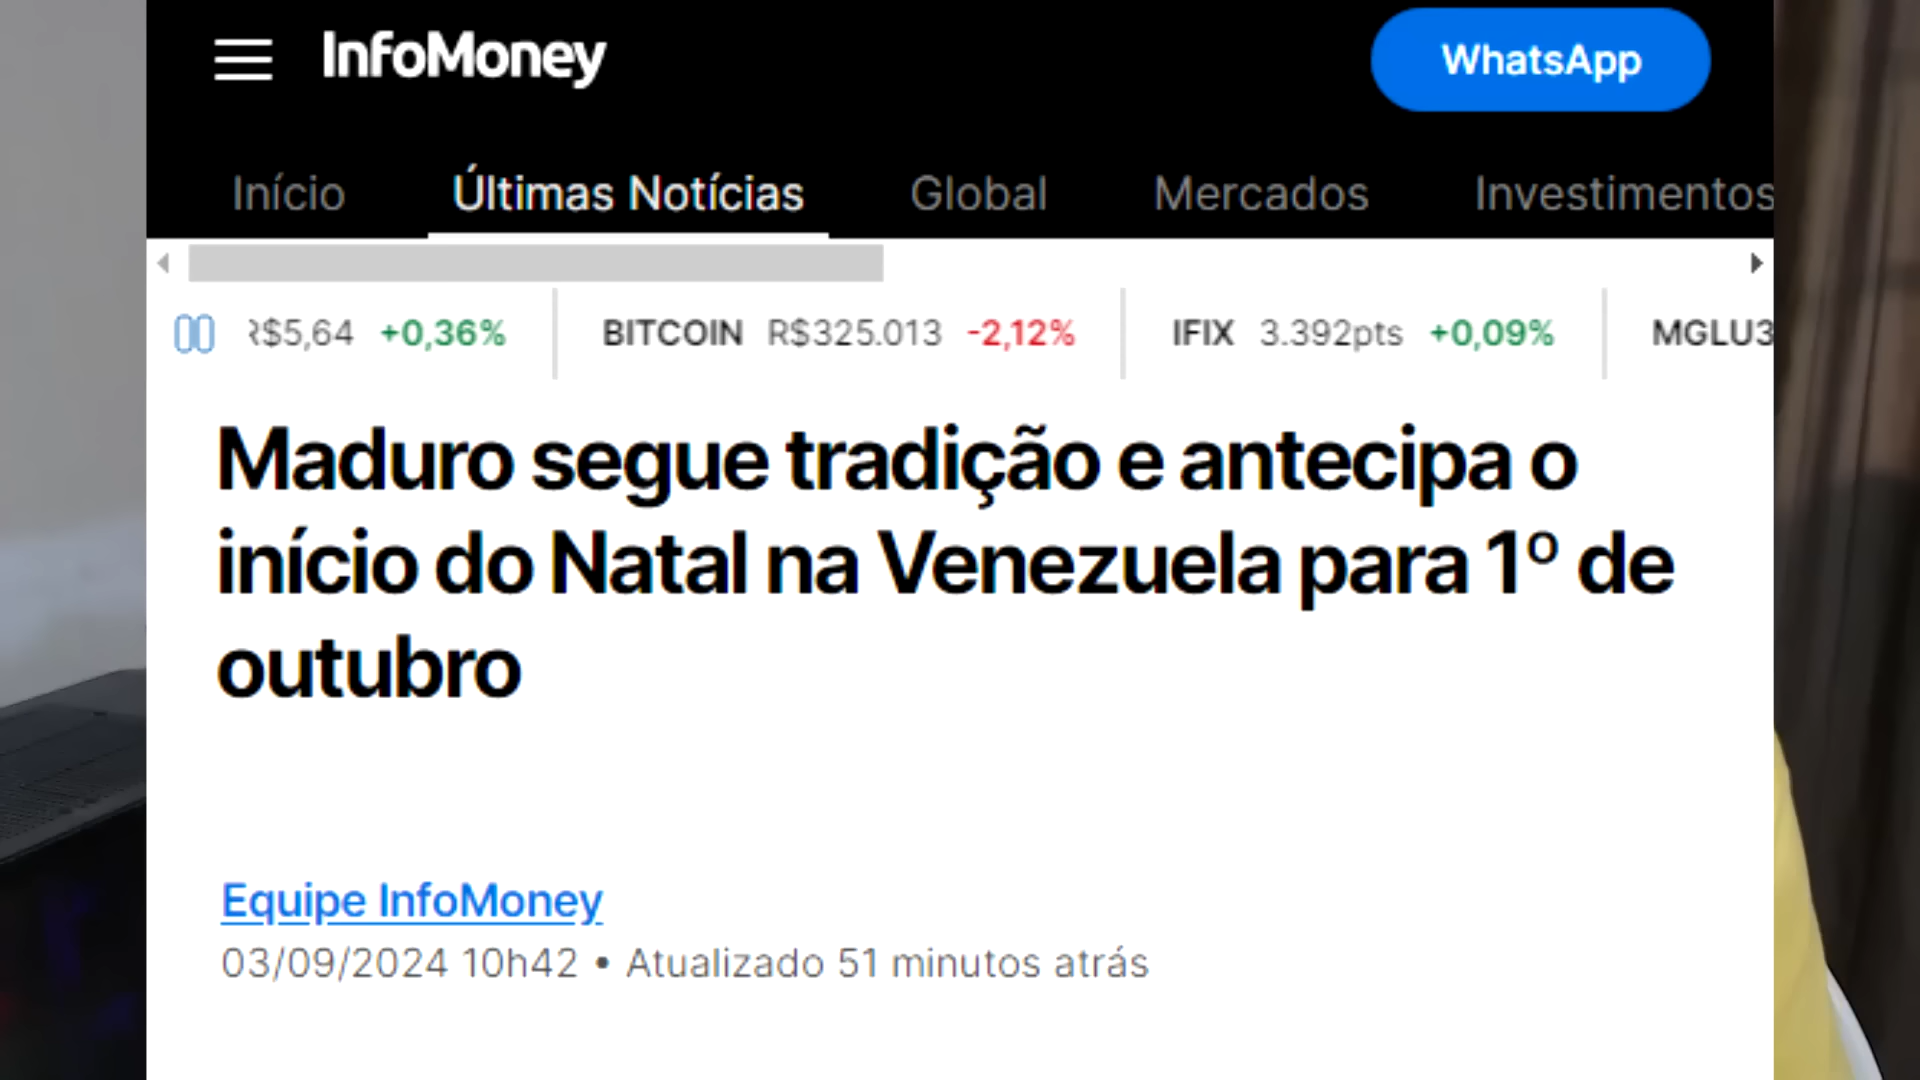 InfoMoney
WhatsApp
Início Últimas Notícias Global Mercados Investimentos
R$5,64 +0,36% BITCOIN R$325.013 -2,12% IFIX 3.392pts +0,09% MGLU3
Maduro segue tradição e antecipa o
início do Natal na Venezuela para 1º de
outubro
Equipe InfoMoney
03/09/2024 10h42 • Atualizado 51 minutos atrás